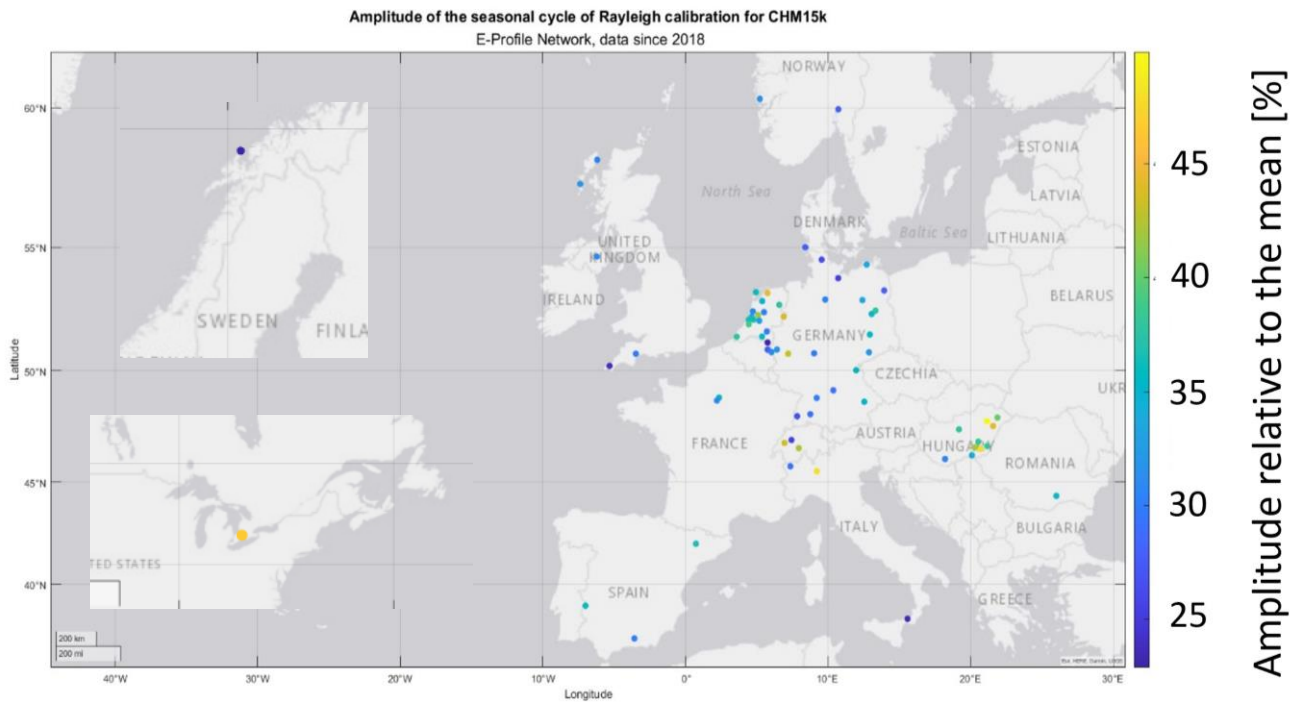 Amplitude of the seasonal cycle of Rayleigh calibration for CHM15k
E-Profile Network, data since 2018
NORWAY
60°N
ESTONIA
North Sea
LATVIA
DENMARK
Baltic Sea
LITHUANIA
55°N
UNITED
KINGDOM
IRELAND
BELARUS
SWEDEN
FINLA
GERMANY
Latitude
50°N
CZECHIA
UKR
FRANCE
AUSTRIA
HUNGARY
ROMANIA
45°N
ITALY
BULGARIA
TED STATES
40°N
SPAIN
GREECE
200 km
200 mi
40°W
30°W
20°W
10°W
0°
10°E
20°E
30°E
Longitude
45
40
35
30
25
Amplitude relative to the mean [%]